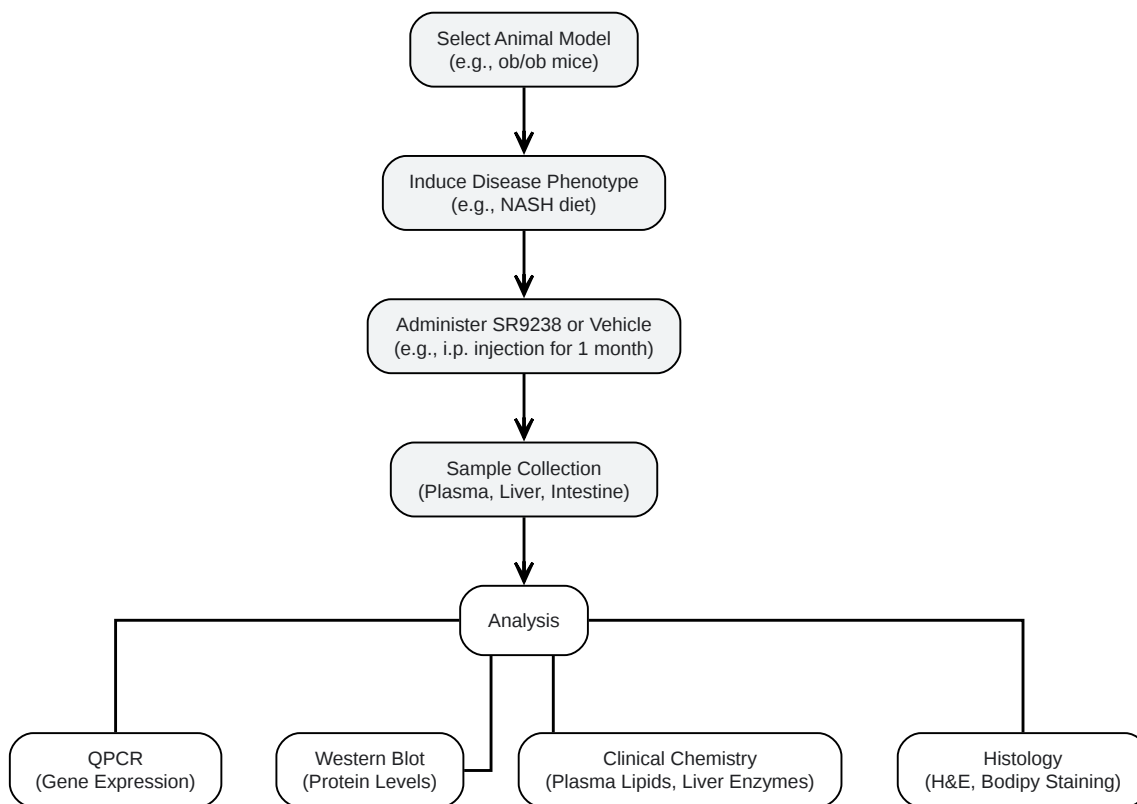 Select Animal Model
(e.g., ob/ob mice)
Induce Disease Phenotype
(e.g., NASH diet)
Administer SR9238 or Vehicle
(e.g., i.p. injection for 1 month)
Sample Collection
(Plasma, Liver, Intestine)
Analysis
QPCR
(Gene Expression)
Western Blot
(Protein Levels)
Clinical Chemistry
(Plasma Lipids, Liver Enzymes)
Histology
(H&E, Bodipy Staining)